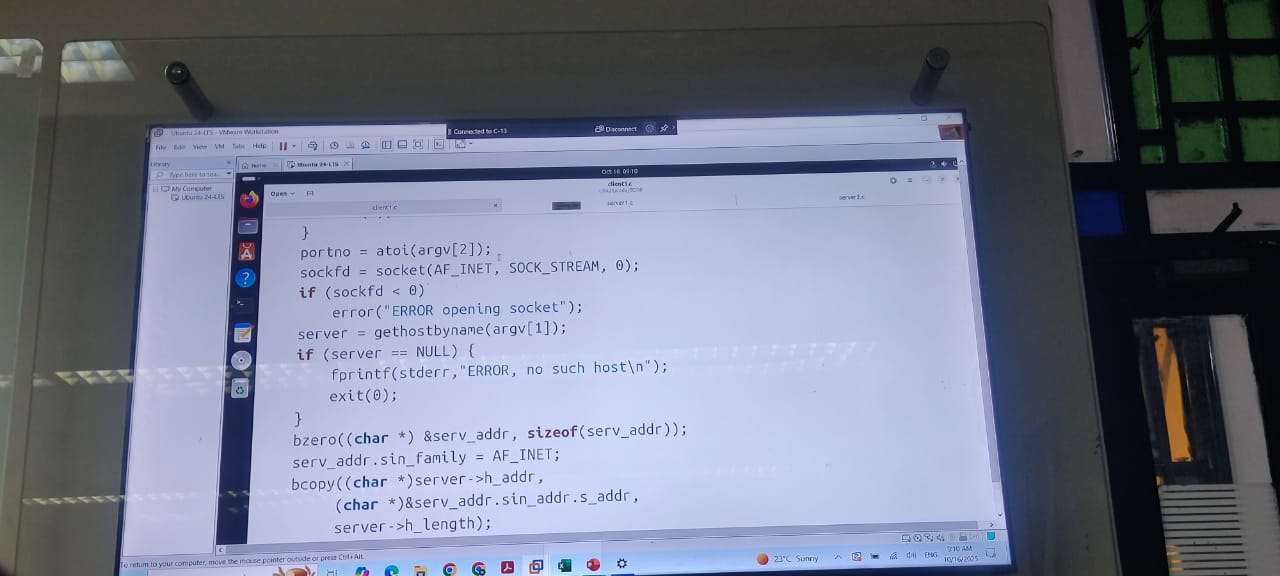 Ubuntu 24-LTS - VMware Workstation
Connected to C-13
Disconnect
File Edit View VM Tabs Help
Library
Home
Ubuntu 24-LTS
Type here to sea...
My Computer
Ubuntu 24-LTS
Oct 16 09:10
Open
client1.c
client1.c
server1.c
server2.c
}
portno = atoi(argv[2]);
sockfd = socket(AF_INET, SOCK_STREAM, 0);
if (sockfd < 0)
error("ERROR opening socket");
server = gethostbyname(argv[1]);
if (server == NULL) {
fprintf(stderr,"ERROR, no such host\n");
exit(0);
}
bzero((char *) &serv_addr, sizeof(serv_addr));
serv_addr.sin_family = AF_INET;
bcopy((char *)server->h_addr,
(char *)&serv_addr.sin_addr.s_addr,
server->h_length);
To return to your computer, move the mouse pointer outside or press Ctrl+Alt.
23°C Sunny
ENG
9:10 AM
10/16/2025